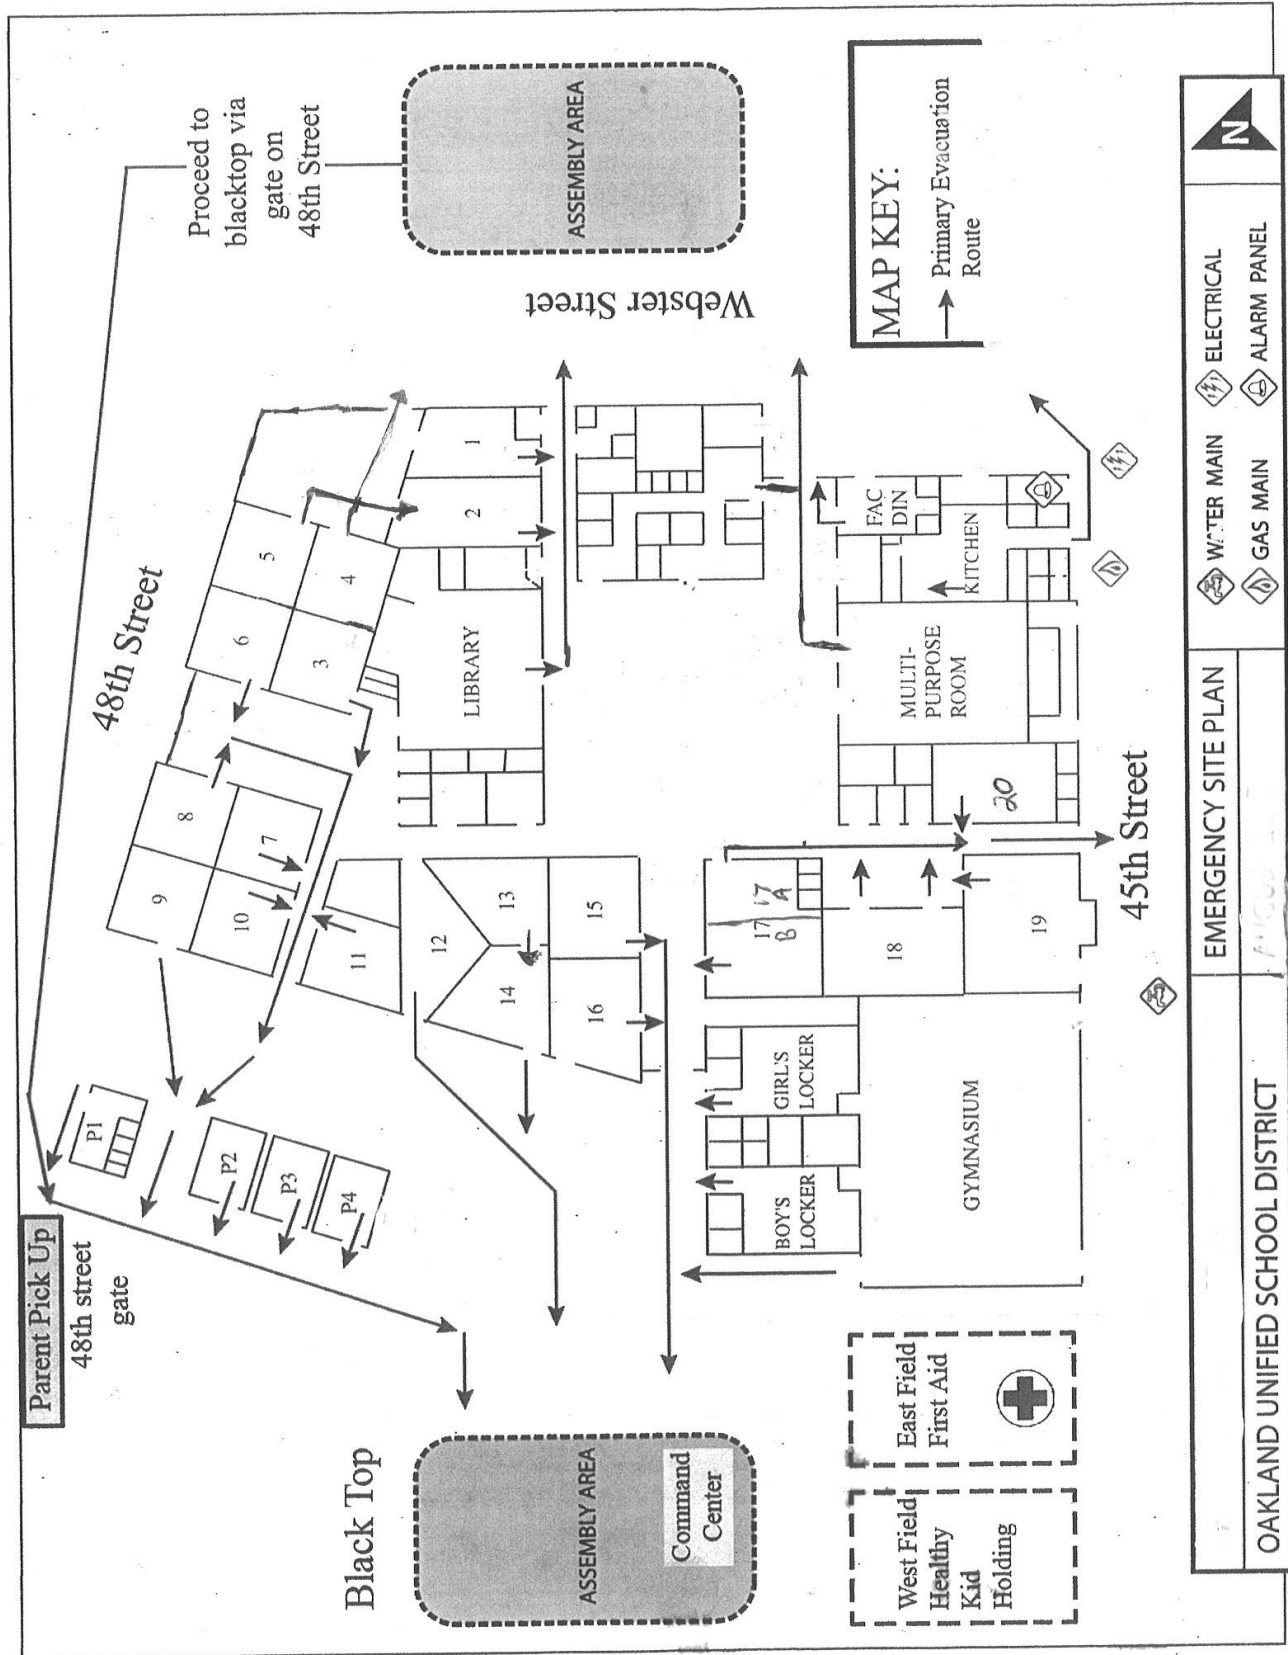 Parent Pick Up
48th street
gate
Proceed to
blacktop via
gate on
48th Street
48th Street
Black Top
ASSEMBLY AREA
Command
Center
ASSEMBLY AREA
Webster Street
P1
P2
P3
P4
9
8
10
7
6
5
3
4
11
12
13
14
15
16
LIBRARY
2
1
West Field
Healthy
Kid
Holding
East Field
First Aid
BOY'S
LOCKER
GIRL'S
LOCKER
GYMNASIUM
17
B
17
A
18
19
20
MULTI-
PURPOSE
ROOM
KITCHEN
FAC
DIN
45th Street
MAP KEY:
Primary Evacuation
Route
OAKLAND UNIFIED SCHOOL DISTRICT
EMERGENCY SITE PLAN
WATER MAIN
ELECTRICAL
GAS MAIN
ALARM PANEL
N